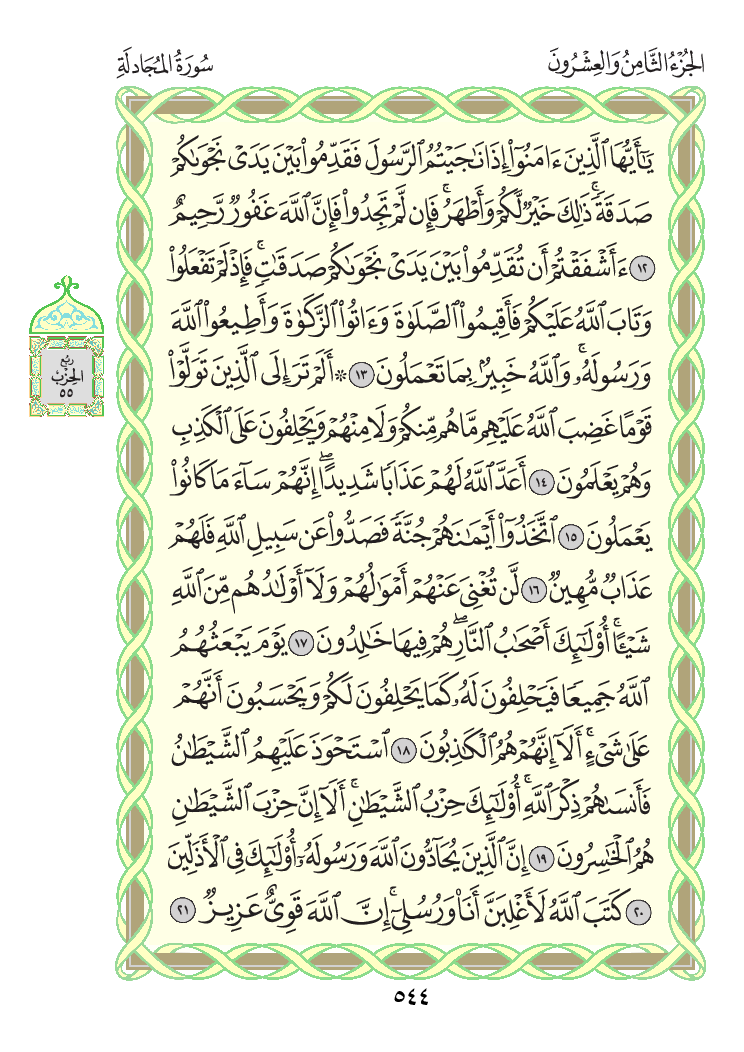 الجُزْءُ الثَّامِنُ وَالعِشْرُونَ
سُورَةُ المُجَادلَةِ
يَٰٓأَيُّهَا ٱلَّذِينَ ءَامَنُوٓا۟ إِذَا نَٰجَيْتُمُ ٱلرَّسُولَ فَقَدِّمُوا۟ بَيْنَ يَدَىْ نَجْوَىٰكُمْ
صَدَقَةً ۚ ذَٰلِكَ خَيْرٌ لَّكُمْ وَأَطْهَرُ ۚ فَإِن لَّمْ تَجِدُوا۟ فَإِنَّ ٱللَّهَ غَفُورٌ رَّحِيمٌ
١٢ ءَأَشْفَقْتُمْ أَن تُقَدِّمُوا۟ بَيْنَ يَدَىْ نَجْوَىٰكُمْ صَدَقَٰتٍ ۚ فَإِذْ لَمْ تَفْعَلُوا۟
وَتَابَ ٱللَّهُ عَلَيْكُمْ فَأَقِيمُوا۟ ٱلصَّلَوٰةَ وَءَاتُوا۟ ٱلزَّكَوٰةَ وَأَطِيعُوا۟ ٱللَّهَ
وَرَسُولَهُۥ ۚ وَٱللَّهُ خَبِيرٌۢ بِمَا تَعْمَلُونَ ١٣ ۞ أَلَمْ تَرَ إِلَى ٱلَّذِينَ تَوَلَّوْا۟
قَوْمًا غَضِبَ ٱللَّهُ عَلَيْهِم مَّا هُم مِّنكُمْ وَلَا مِنْهُمْ وَيَحْلِفُونَ عَلَى ٱلْكَذِبِ
وَهُمْ يَعْلَمُونَ ١٤ أَعَدَّ ٱللَّهُ لَهُمْ عَذَابًا شَدِيدًا ۖ إِنَّهُمْ سَآءَ مَا كَانُوا۟
يَعْمَلُونَ ١٥ ٱتَّخَذُوٓا۟ أَيْمَٰنَهُمْ جُنَّةً فَصَدُّوا۟ عَن سَبِيلِ ٱللَّهِ فَلَهُمْ
عَذَابٌ مُّهِينٌ ١٦ لَّن تُغْنِىَ عَنْهُمْ أَمْوَٰلُهُمْ وَلَآ أَوْلَٰدُهُم مِّنَ ٱللَّهِ
شَيْـًٔا ۚ أُو۟لَٰٓئِكَ أَصْحَٰبُ ٱلنَّارِ ۖ هُمْ فِيهَا خَٰلِدُونَ ١٧ يَوْمَ يَبْعَثُهُمُ
ٱللَّهُ جَمِيعًا فَيَحْلِفُونَ لَهُۥ كَمَا يَحْلِفُونَ لَكُمْ وَيَحْسَبُونَ أَنَّهُمْ
عَلَىٰ شَىْءٍ ۚ أَلَآ إِنَّهُمْ هُمُ ٱلْكَٰذِبُونَ ١٨ ٱسْتَحْوَذَ عَلَيْهِمُ ٱلشَّيْطَٰنُ
فَأَنسَىٰهُمْ ذِكْرَ ٱللَّهِ ۚ أُو۟لَٰٓئِكَ حِزْبُ ٱلشَّيْطَٰنِ ۚ أَلَآ إِنَّ حِزْبَ ٱلشَّيْطَٰنِ
هُمُ ٱلْخَٰسِرُونَ ١٩ إِنَّ ٱلَّذِينَ يُحَآدُّونَ ٱللَّهَ وَرَسُولَهُۥٓ أُو۟لَٰٓئِكَ فِى ٱلْأَذَلِّينَ
٢٠ كَتَبَ ٱللَّهُ لَأَغْلِبَنَّ أَنَا۠ وَرُسُلِىٓ ۚ إِنَّ ٱللَّهَ قَوِىٌّ عَزِيزٌ ٢١
رُبْع
الحِزْبْ
٥٥
٥٤٤